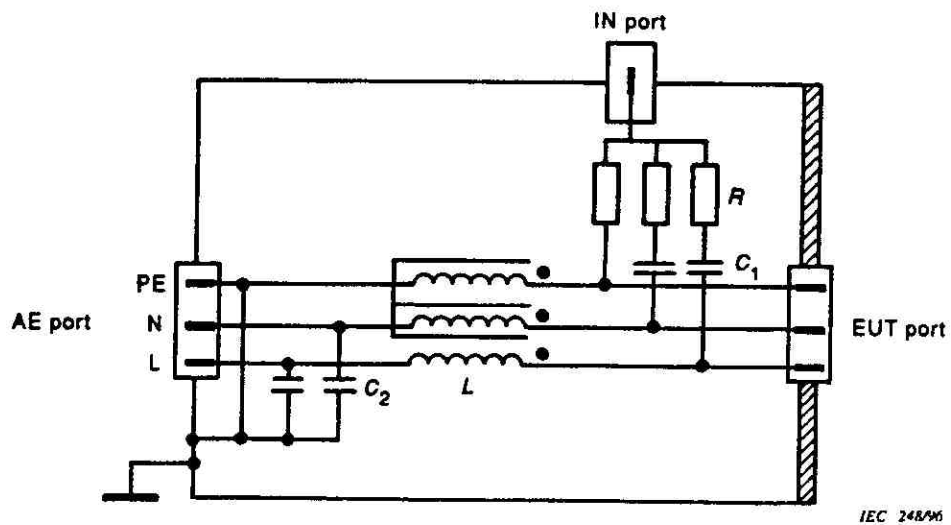 IN port
R
PE
C1
AE port
N
EUT port
L
C2
L
IEC 248/96